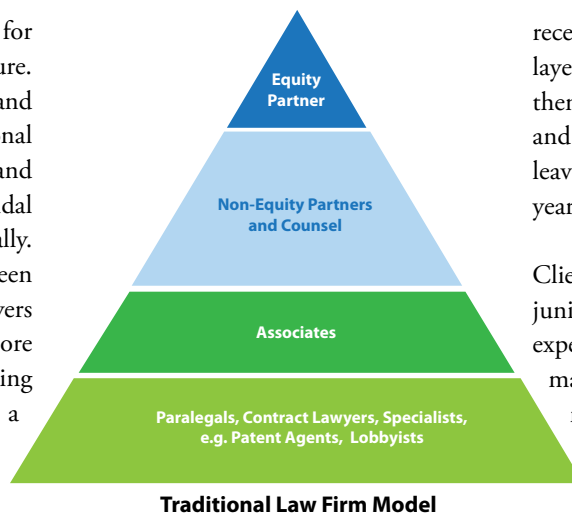 for
ure.
and
onal
and
dal
ally.
een
vers
ore
ing
a
Equity
Partner
Non-Equity Partners
and Counsel
Associates
Paralegals, Contract Lawyers, Specialists,
e.g. Patent Agents, Lobbyists
Traditional Law Firm Model
rece
laye
ther
and
leav
year
Clie
juni
expe
ma